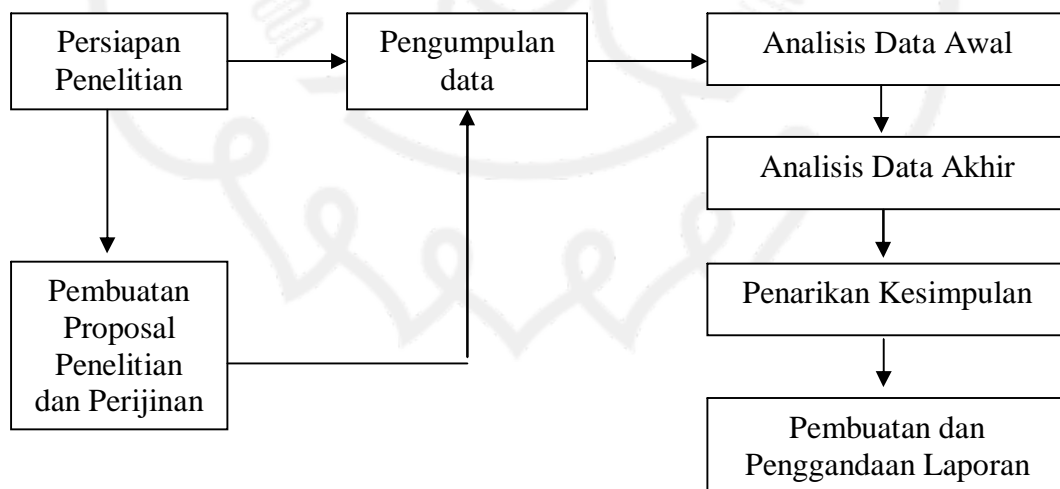 Persiapan
Penelitian
Pengumpulan
data
Analisis Data Awal
Analisis Data Akhir
Pembuatan
Proposal
Penelitian
dan Perijinan
Penarikan Kesimpulan
Pembuatan dan
Penggandaan Laporan